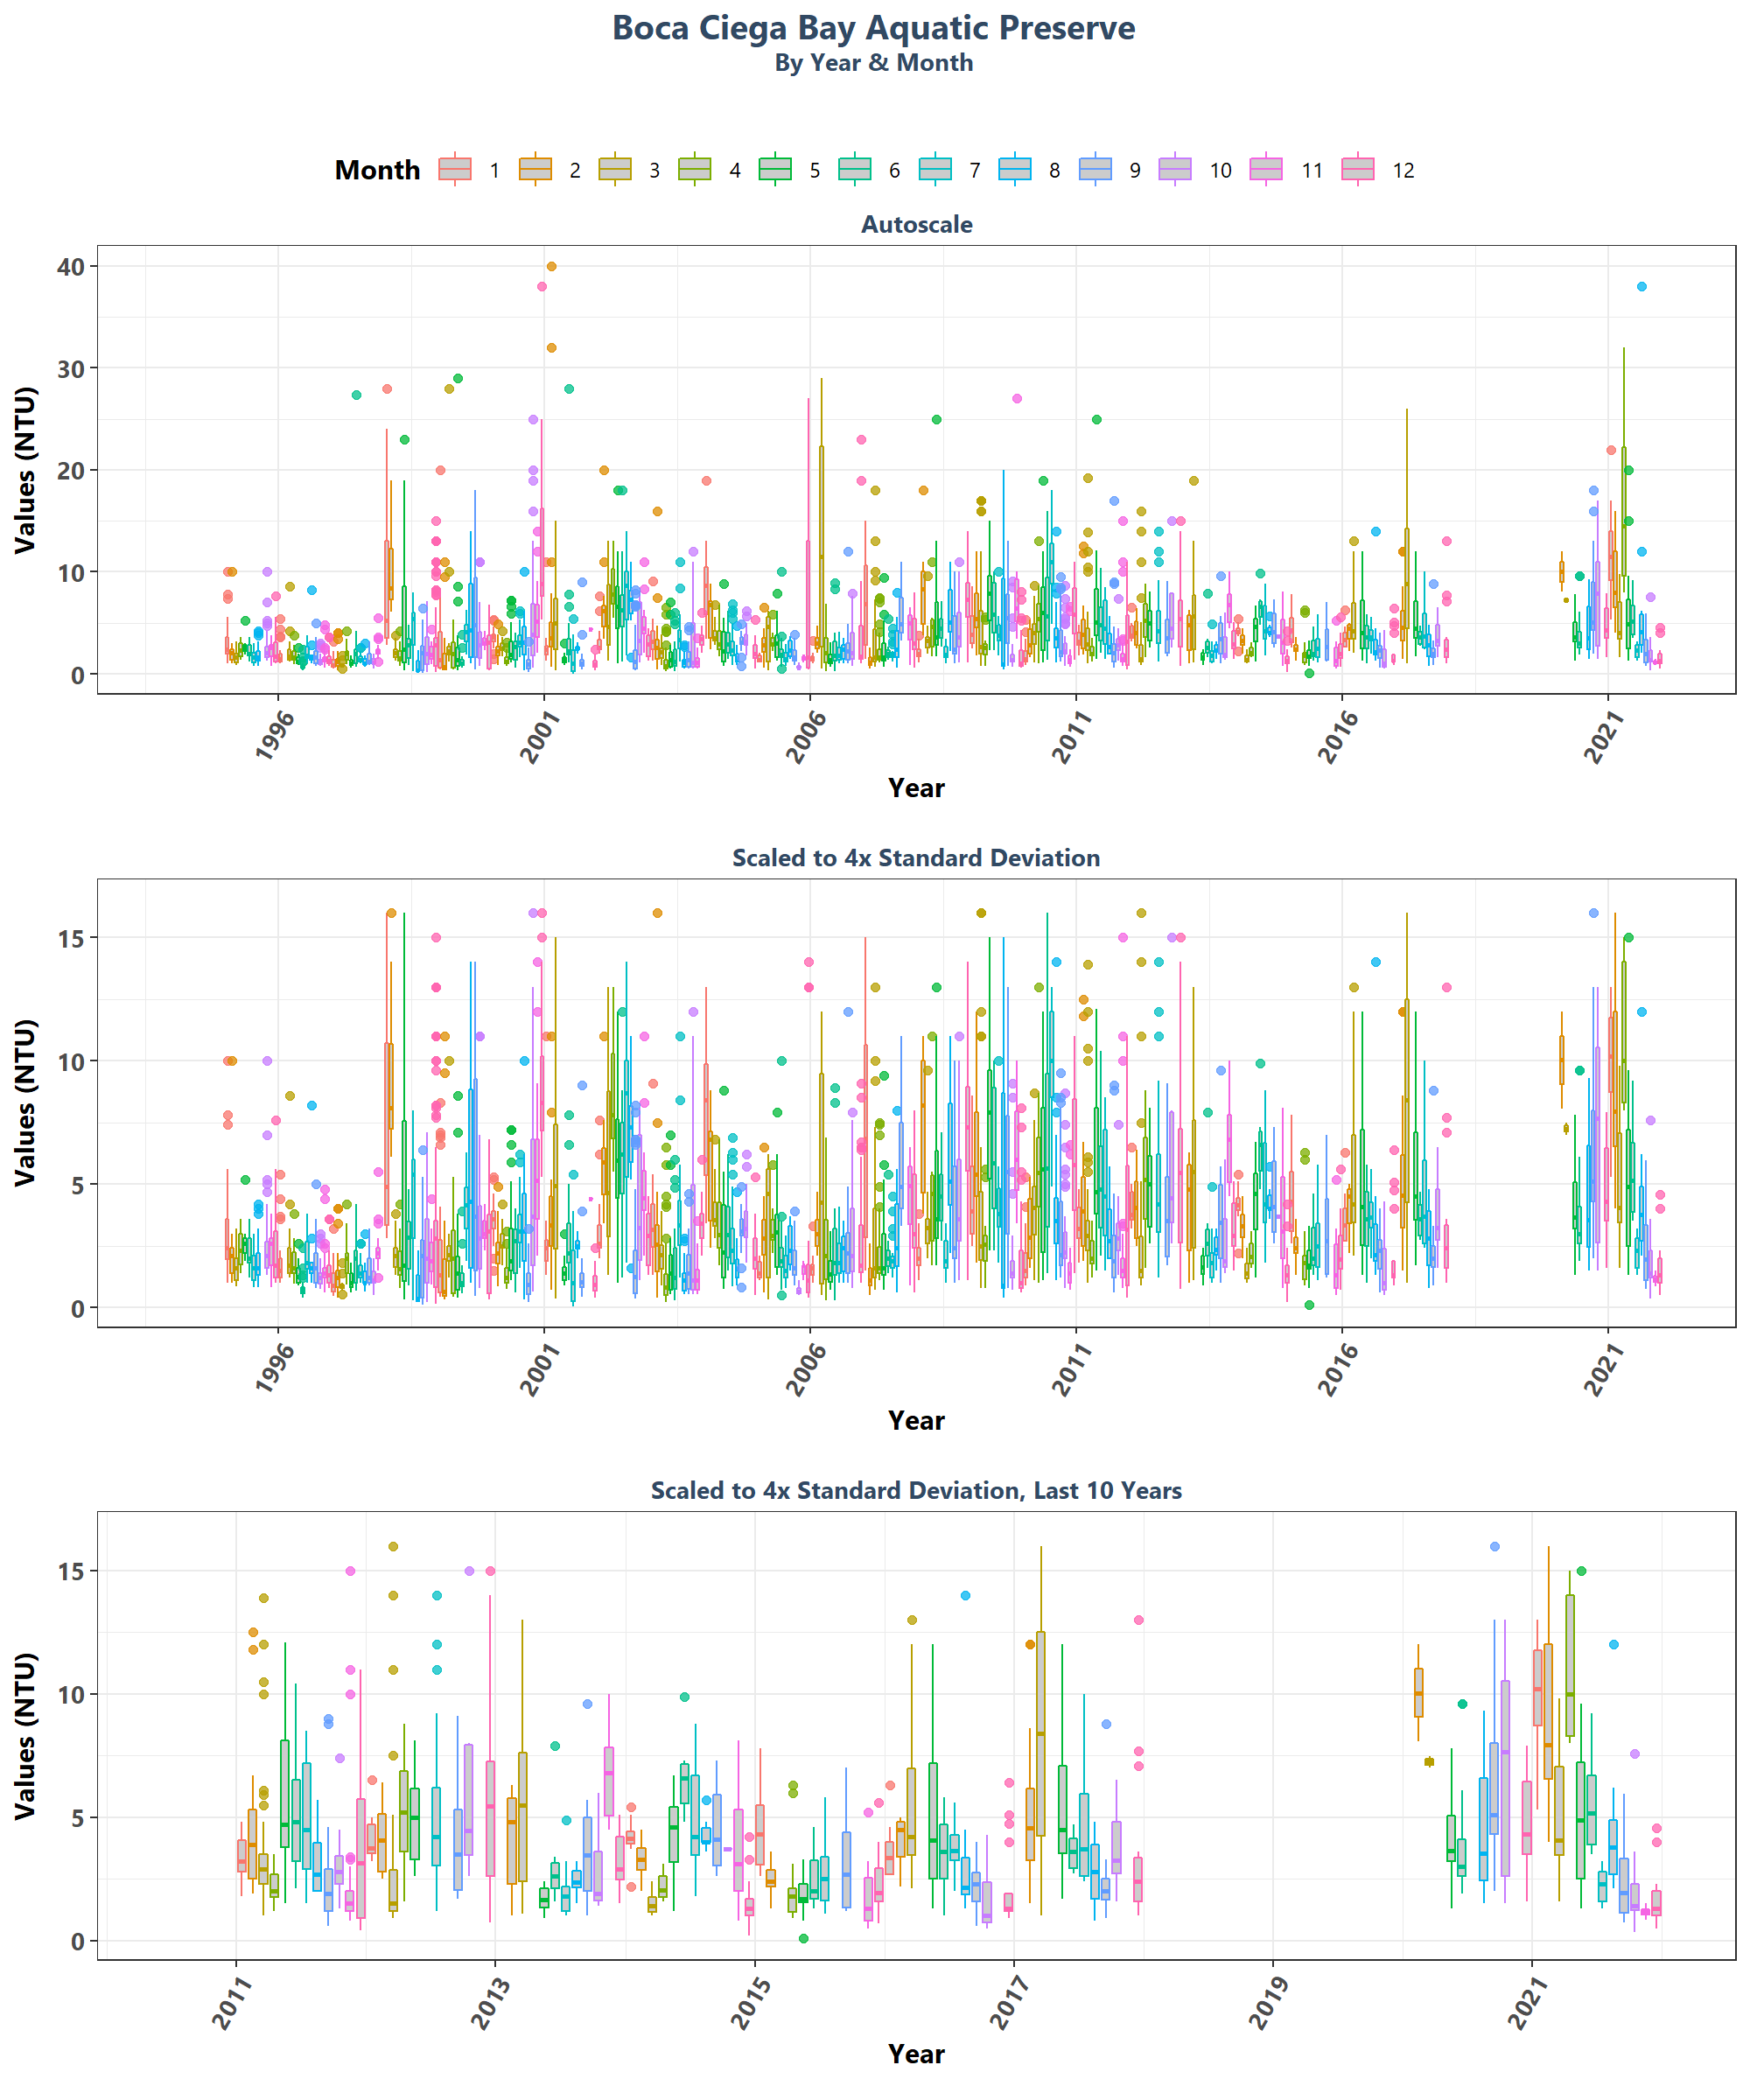 Boca Ciega Bay Aquatic Preserve
By Year & Month
Month 1 2 3 4 5 6 7 8 9 10 11 12
Autoscale
Values (NTU)
40
30
20
10
0
1996 2001 2006 2011 2016 2021
Year
Scaled to 4x Standard Deviation
Values (NTU)
15
10
5
0
1996 2001 2006 2011 2016 2021
Year
Scaled to 4x Standard Deviation, Last 10 Years
Values (NTU)
15
10
5
0
2011 2013 2015 2017 2019 2021
Year